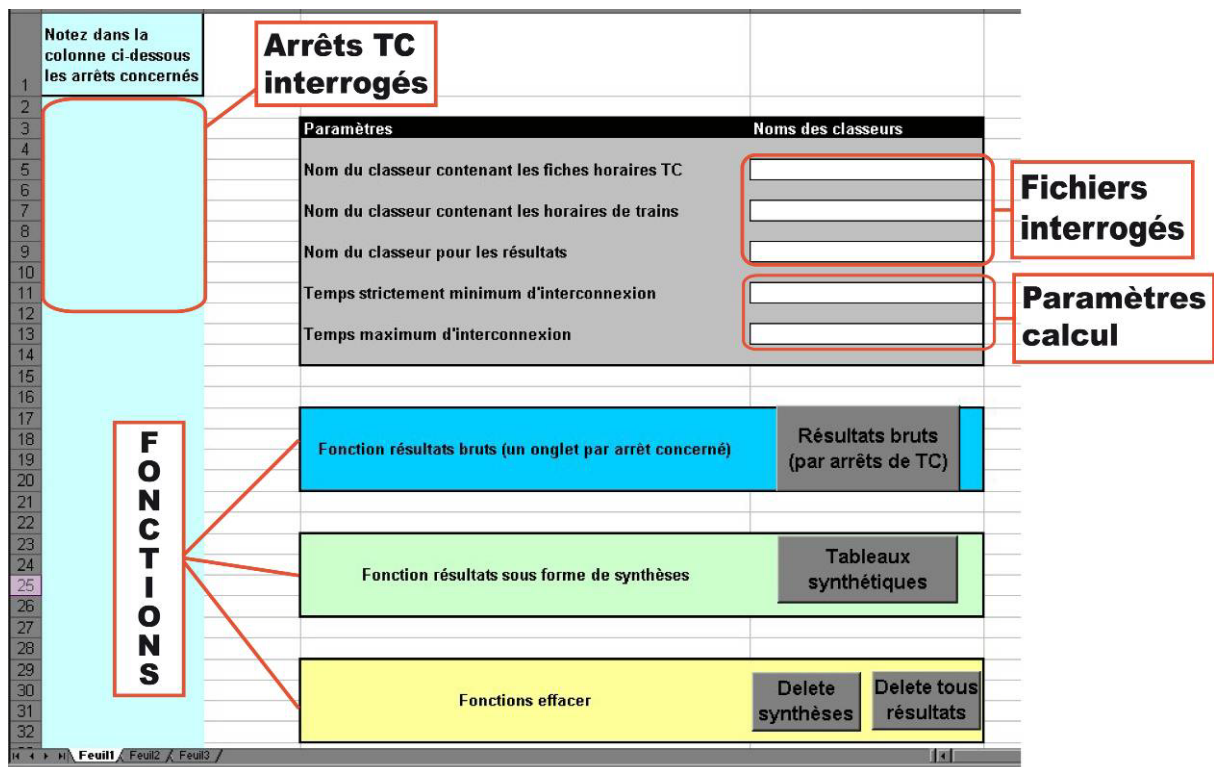 Notez dans la
colonne ci-dessous
les arrêts concernés
Arrêts TC
interrogés
1
2
3
Paramètres Noms des classeurs
4
5
Nom du classeur contenant les fiches horaires TC
6
7
Nom du classeur contenant les horaires de trains
8
9
Nom du classeur pour les résultats
10
11
Temps strictement minimum d'interconnexion
12
13
Temps maximum d'interconnexion
14
Fichiers
interrogés
Paramètres
calcul
15
16
17
18
19
20
21
22
23
24
25
26
27
28
29
30
31
32
FONCTIONS
Fonction résultats bruts (un onglet par arrèt concerné)
Résultats bruts
(par arrêts de TC)
Fonction résultats sous forme de synthèses
Tableaux
synthétiques
Fonctions effacer
Delete
synthèses
Delete tous
résultats
Feuil1 Feuil2 Feuil3